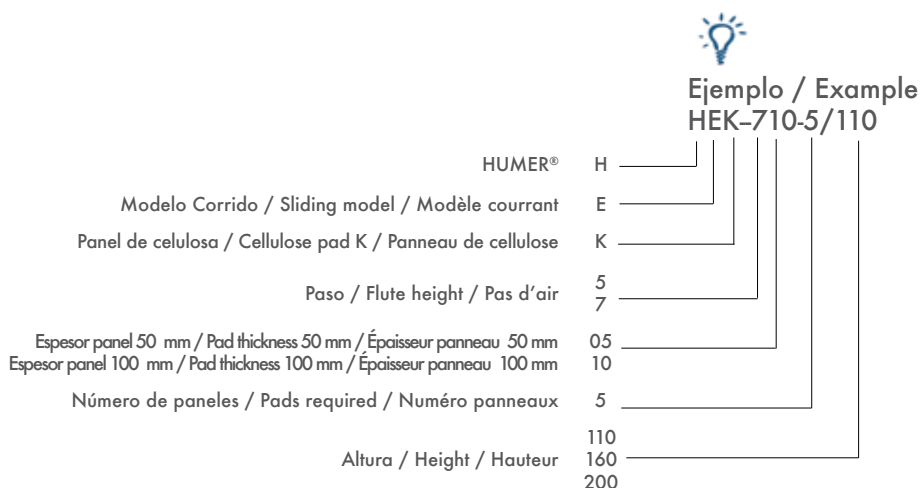 Ejemplo / Example
HEK–710-5/110
HUMER® H
Modelo Corrido / Sliding model / Modèle courrant E
Panel de celulosa / Cellulose pad K / Panneau de cellulose K
Paso / Flute height / Pas d’air 5
7
Espesor panel 50 mm / Pad thickness 50 mm / Épaisseur panneau 50 mm 05
Espesor panel 100 mm / Pad thickness 100 mm / Épaisseur panneau 100 mm 10
Número de paneles / Pads required / Numéro panneaux 5
110
Altura / Height / Hauteur 160
200